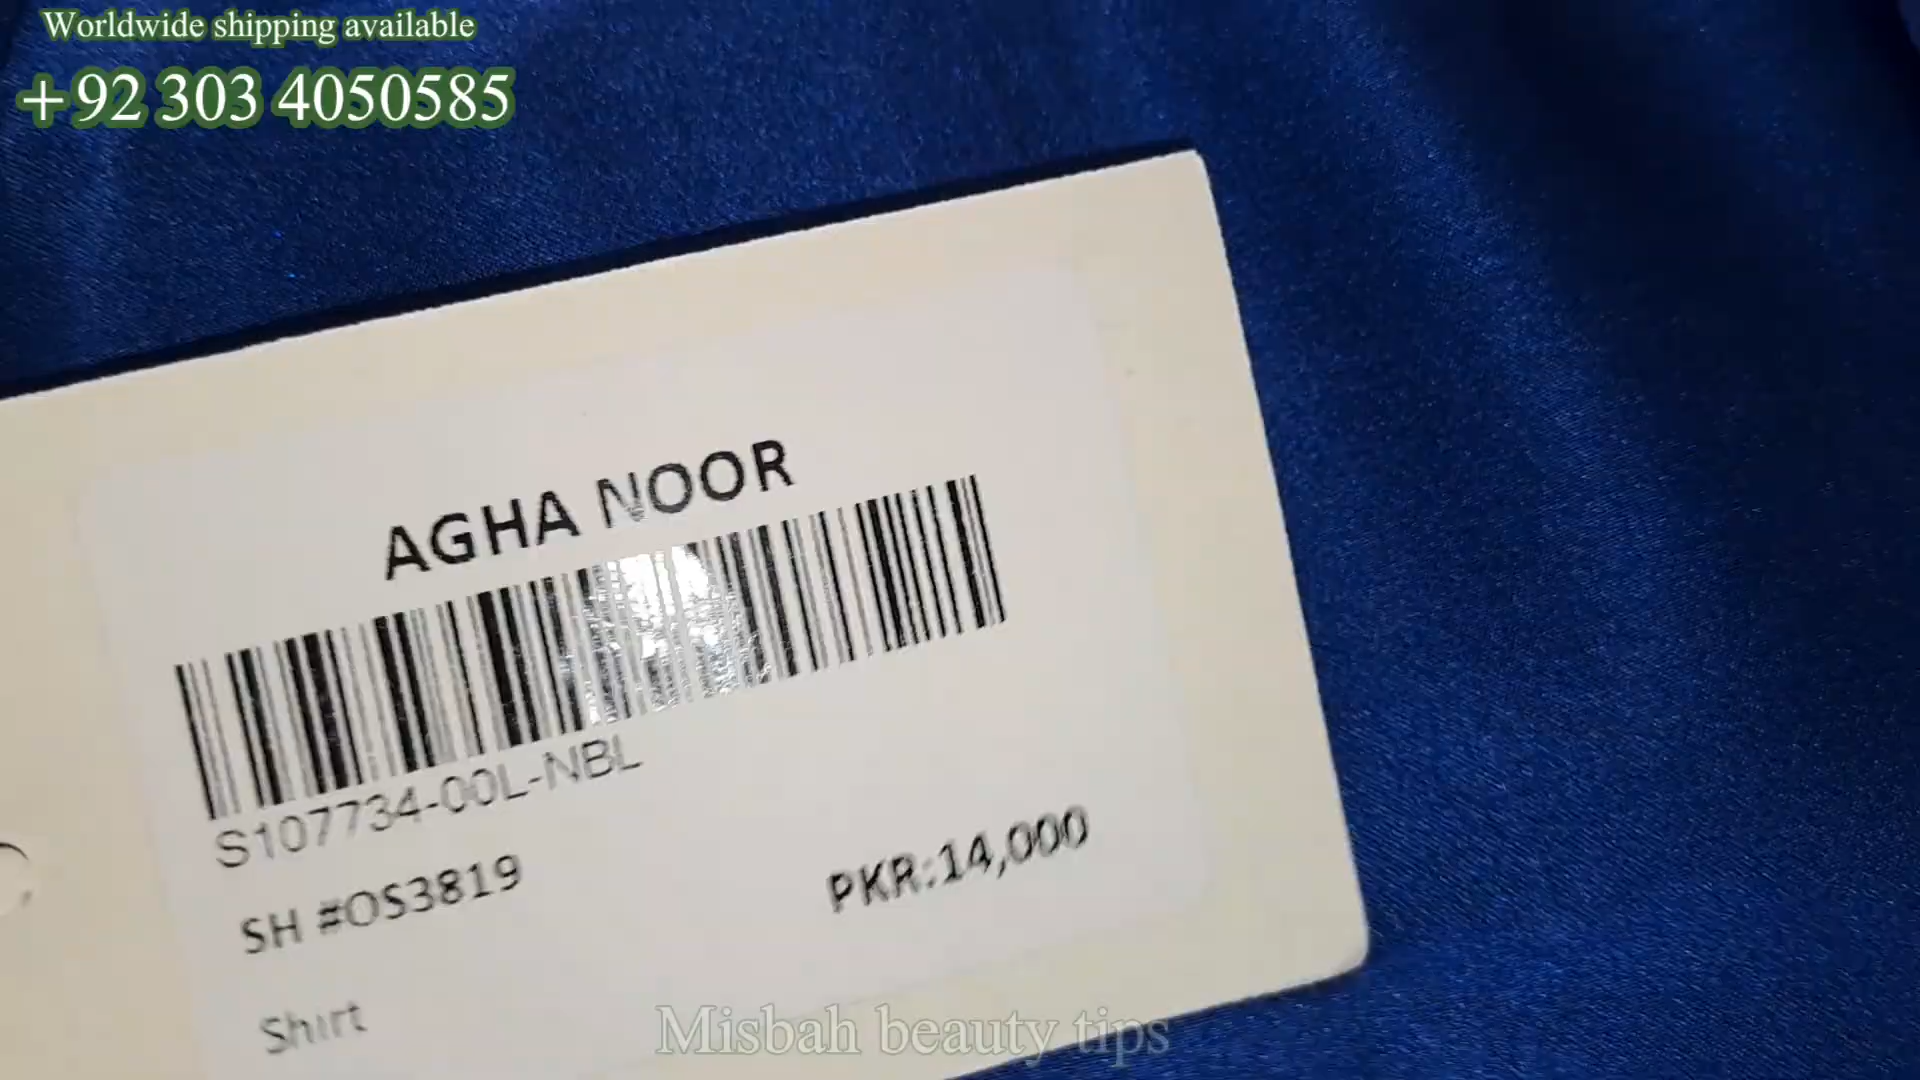 Worldwide shipping available
+92 303 4050585
AGHA NOOR
S107734-00L-NBL
SH #OS3819
PKR:14,000
Shirt
Misbah beauty tips